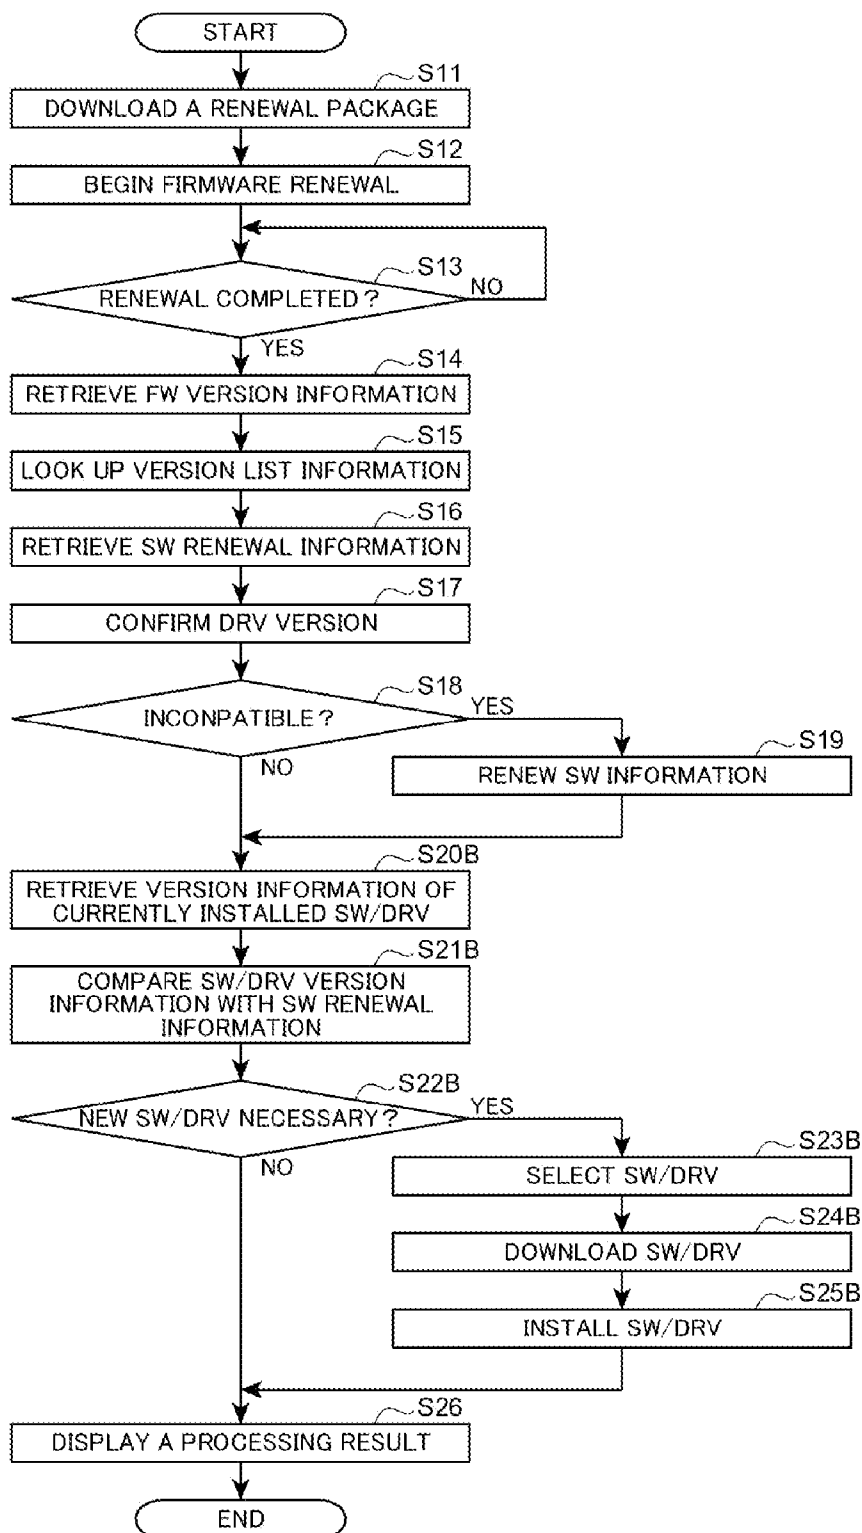 START
S11
DOWNLOAD A RENEWAL PACKAGE
S12
BEGIN FIRMWARE RENEWAL
S13
RENEWAL COMPLETED?
NO
YES
S14
RETRIEVE FW VERSION INFORMATION
S15
LOOK UP VERSION LIST INFORMATION
S16
RETRIEVE SW RENEWAL INFORMATION
S17
CONFIRM DRV VERSION
S18
INCONPATIBLE?
YES
NO
S19
RENEW SW INFORMATION
S20B
RETRIEVE VERSION INFORMATION OF
CURRENTLY INSTALLED SW/DRV
S21B
COMPARE SW/DRV VERSION
INFORMATION WITH SW RENEWAL
INFORMATION
S22B
NEW SW/DRV NECESSARY?
YES
NO
S23B
SELECT SW/DRV
S24B
DOWNLOAD SW/DRV
S25B
INSTALL SW/DRV
S26
DISPLAY A PROCESSING RESULT
END